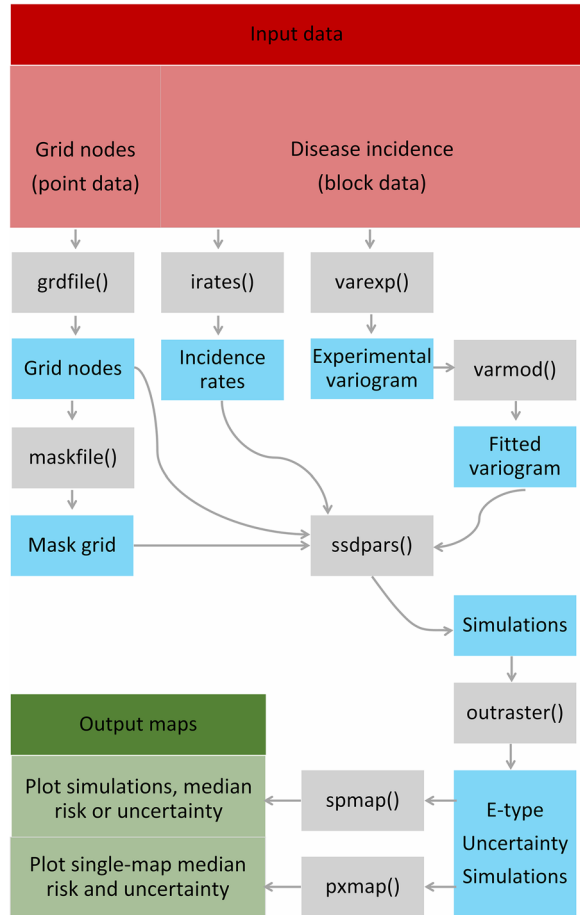 Input data
Grid nodes
(point data)
Disease incidence
(block data)
grdfile()
irates()
varexp()
Grid nodes
Incidence
rates
Experimental
variogram
varmod()
maskfile()
Fitted
variogram
Mask grid
ssdpars()
Simulations
outraster()
Output maps
Plot simulations, median
risk or uncertainty
spmap()
E-type
Uncertainty
Simulations
Plot single-map median
risk and uncertainty
pxmap()